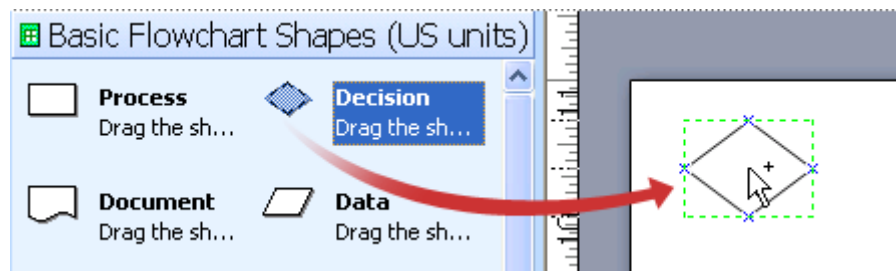 Basic Flowchart Shapes (US units)
Process
Drag the sh...
Decision
Drag the sh...
Document
Drag the sh...
Data
Drag the sh...